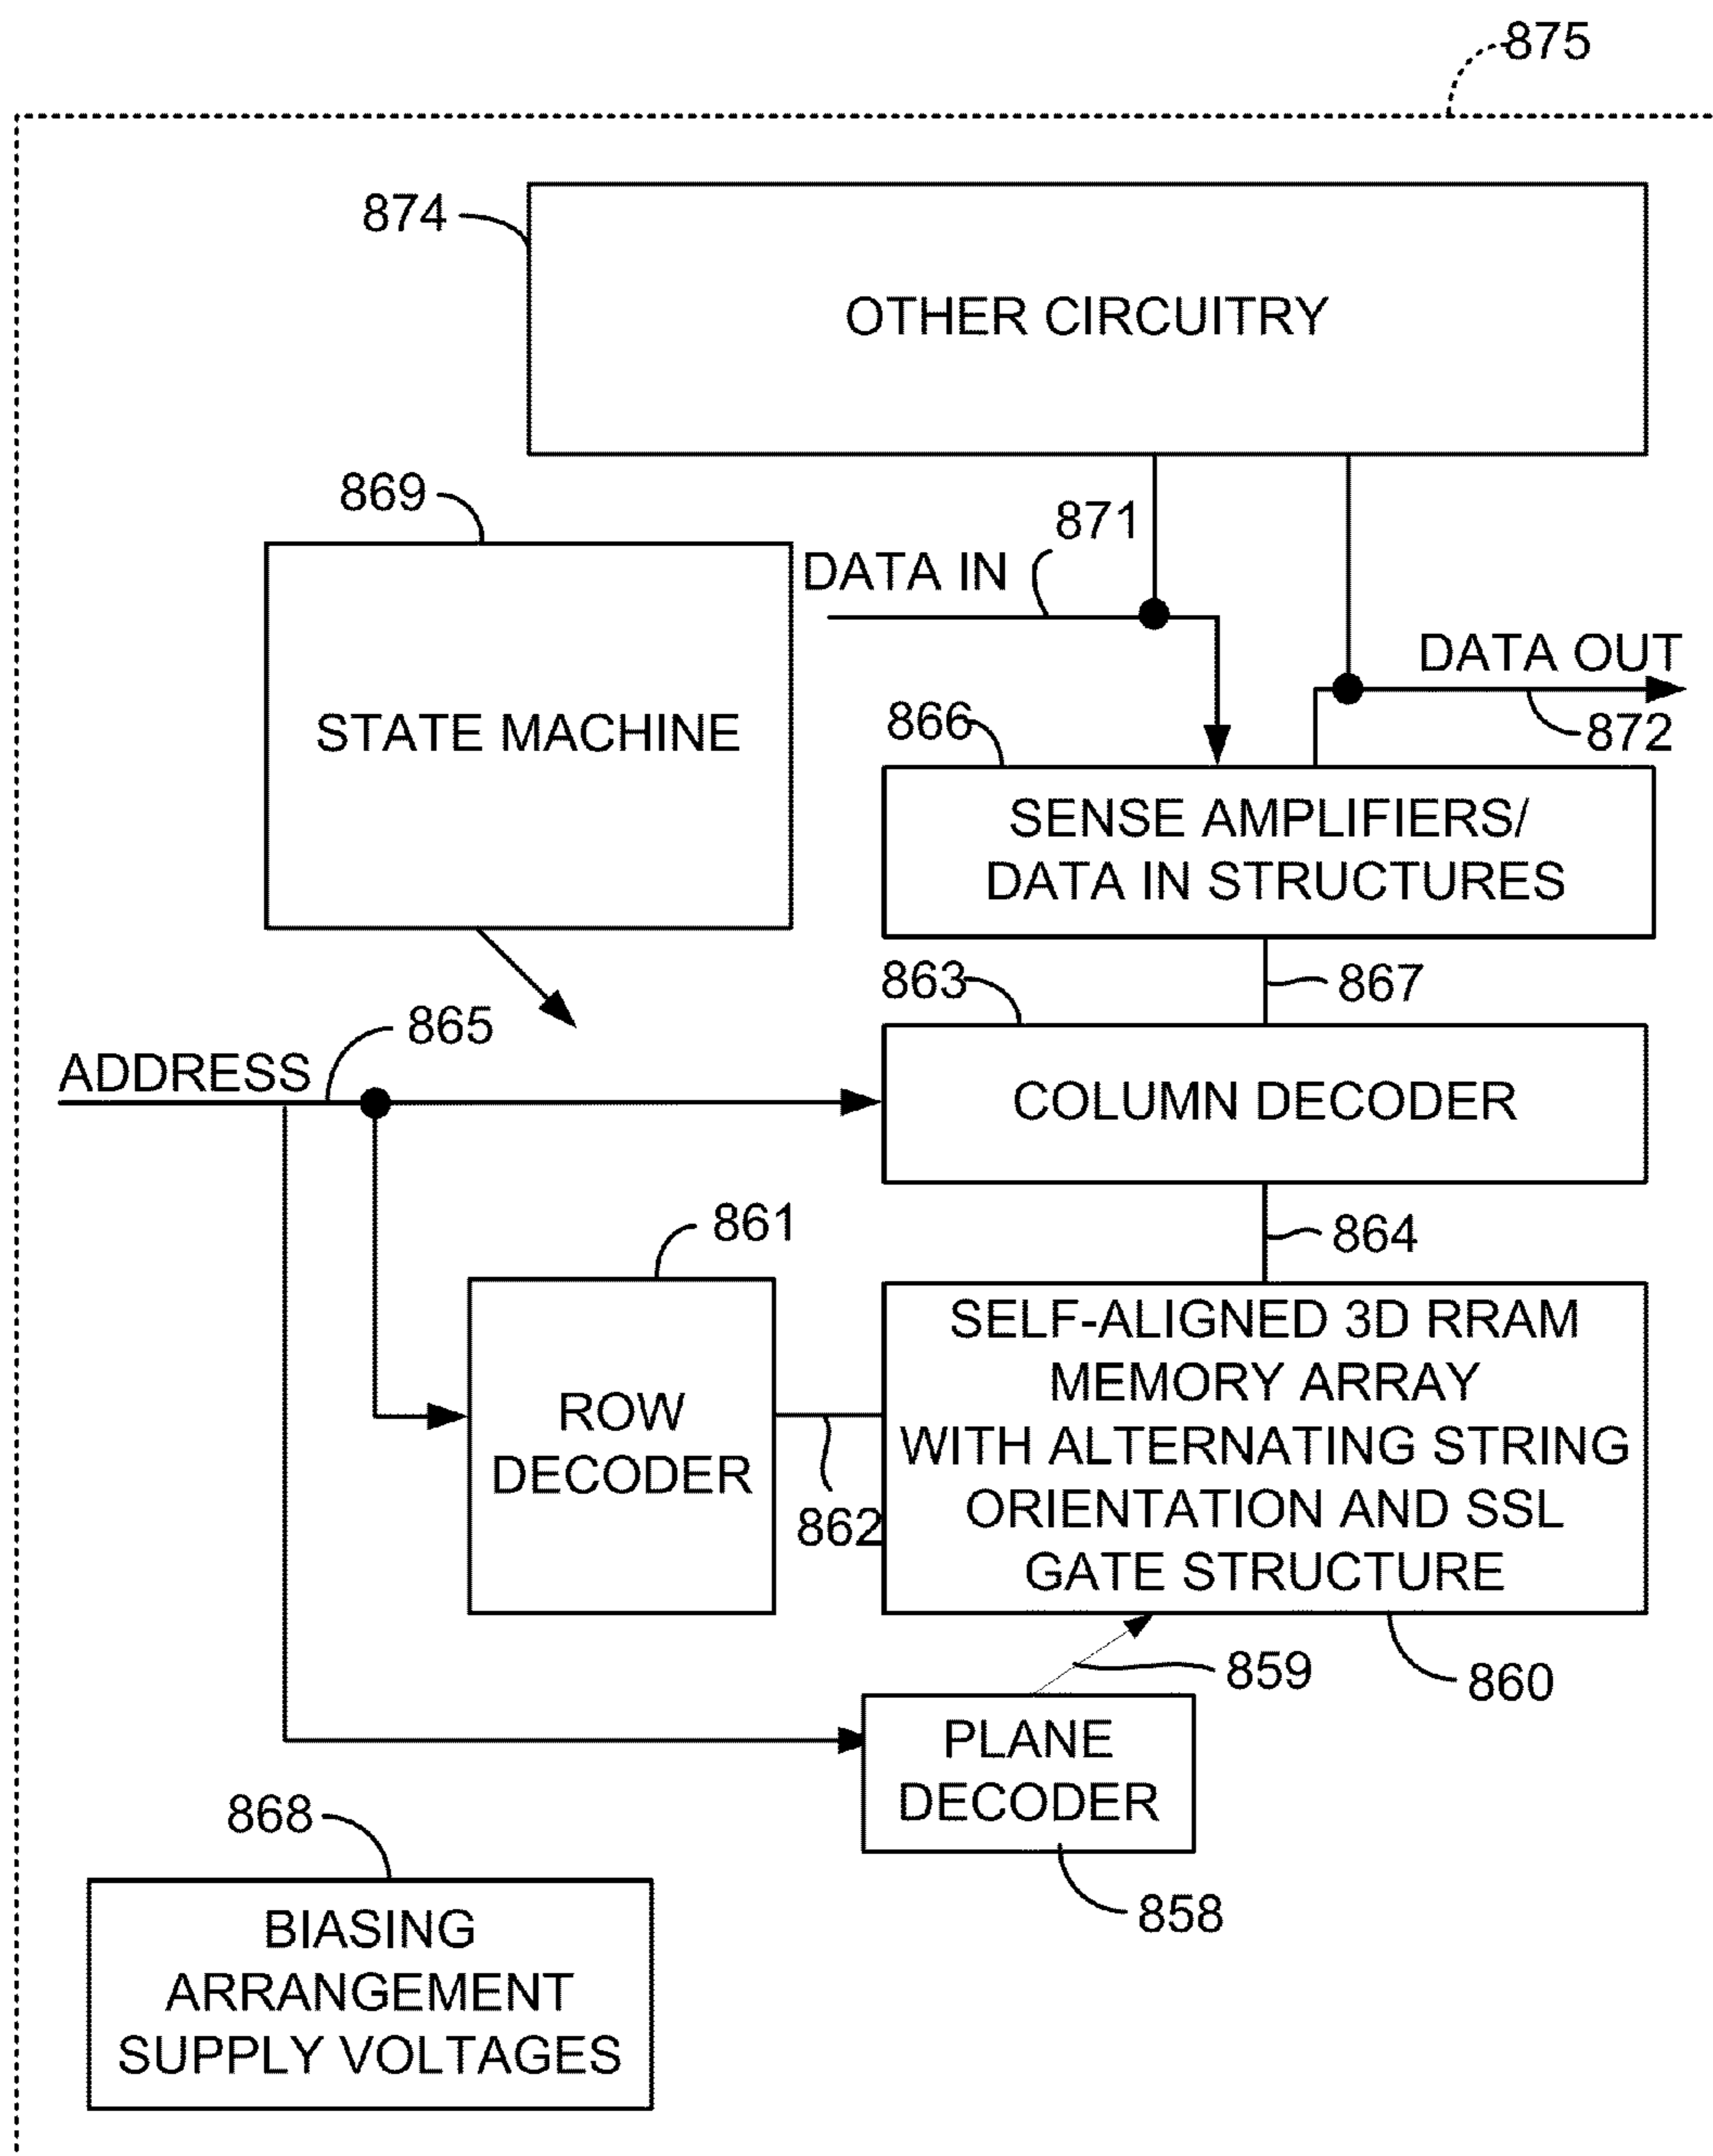 875
874
OTHER CIRCUITRY
869
871
DATA IN
DATA OUT
872
STATE MACHINE
866
SENSE AMPLIFIERS/
DATA IN STRUCTURES
863
867
865
ADDRESS
COLUMN DECODER
861
864
ROW
DECODER
862
SELF-ALIGNED 3D RRAM
MEMORY ARRAY
WITH ALTERNATING STRING
ORIENTATION AND SSL
GATE STRUCTURE
859
860
PLANE
DECODER
858
868
BIASING
ARRANGEMENT
SUPPLY VOLTAGES